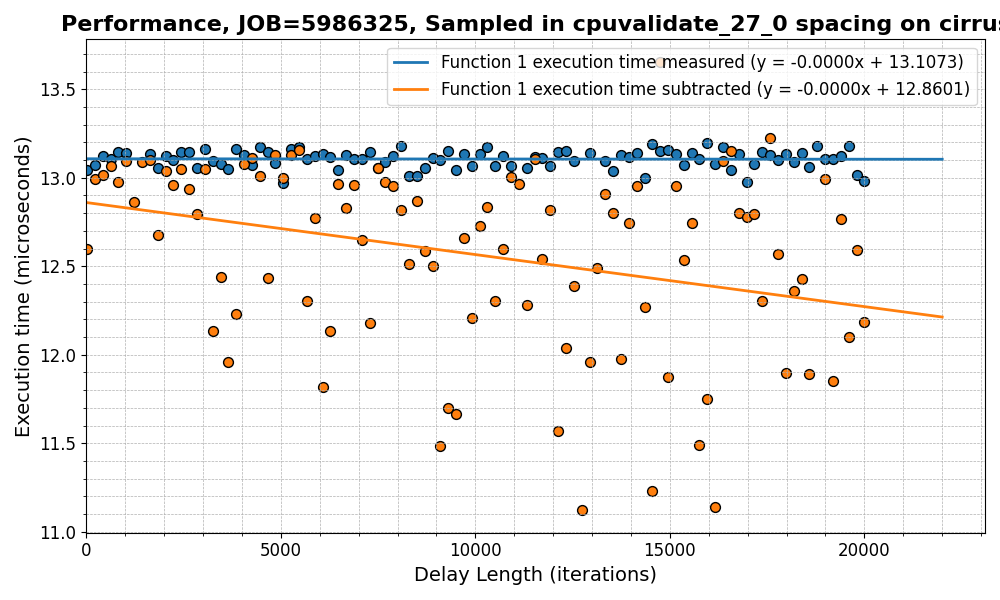 Performance, JOB=5986325, Sampled in cpuvalidate_27_0 spacing on cirrus
Function 1 execution time measured (y = -0.0000x + 13.1073)
Function 1 execution time subtracted (y = -0.0000x + 12.8601)
Execution time (microseconds)
13.5
13.0
12.5
12.0
11.5
11.0
0 5000 10000 15000 20000
Delay Length (iterations)